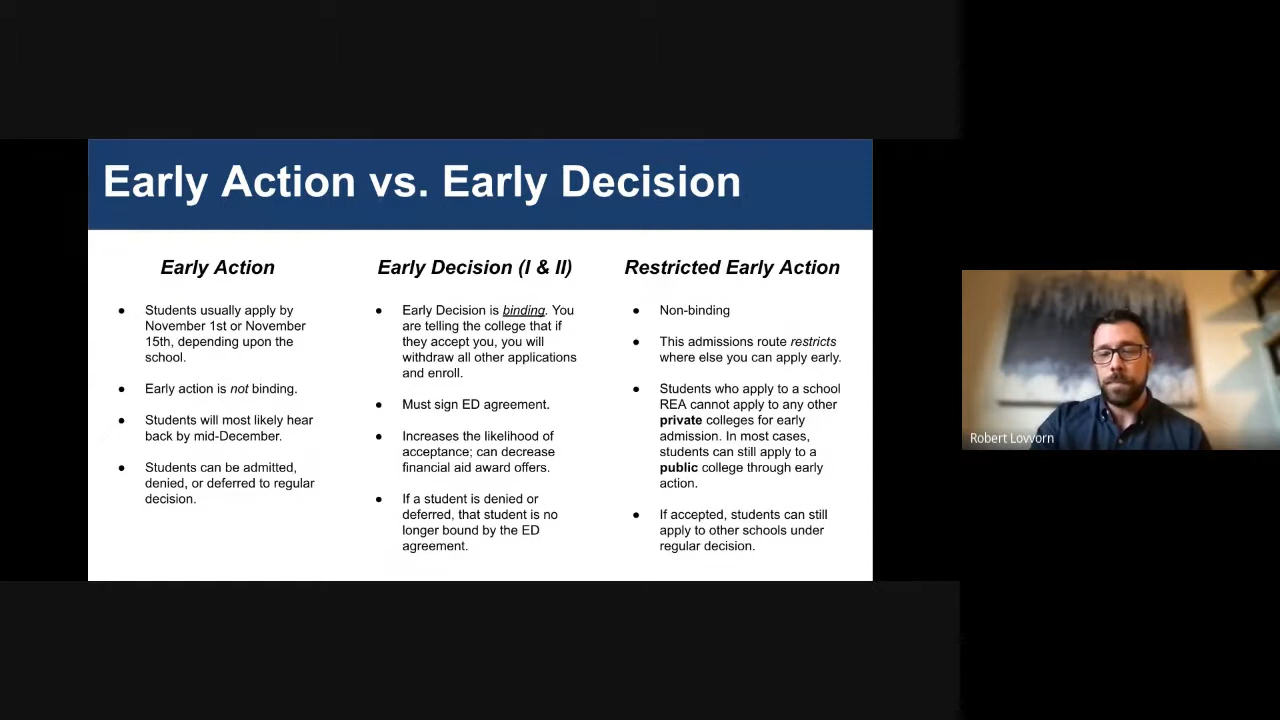 Early Action vs. Early Decision
Early Action
● Students usually apply by
November 1st or November
15th, depending upon the
school.
● Early action is not binding.
● Students will most likely hear
back by mid-December.
● Students can be admitted,
denied, or deferred to regular
decision.
Early Decision (I & II)
● Early Decision is binding. You
are telling the college that if
they accept you, you will
withdraw all other applications
and enroll.
● Must sign ED agreement.
● Increases the likelihood of
acceptance; can decrease
financial aid award offers.
● If a student is denied or
deferred, that student is no
longer bound by the ED
agreement.
Restricted Early Action
● Non-binding
● This admissions route restricts
where else you can apply early.
● Students who apply to a school
REA cannot apply to any other
private colleges for early
admission. In most cases,
students can still apply to a
public college through early
action.
● If accepted, students can still
apply to other schools under
regular decision.
Robert Lovvorn